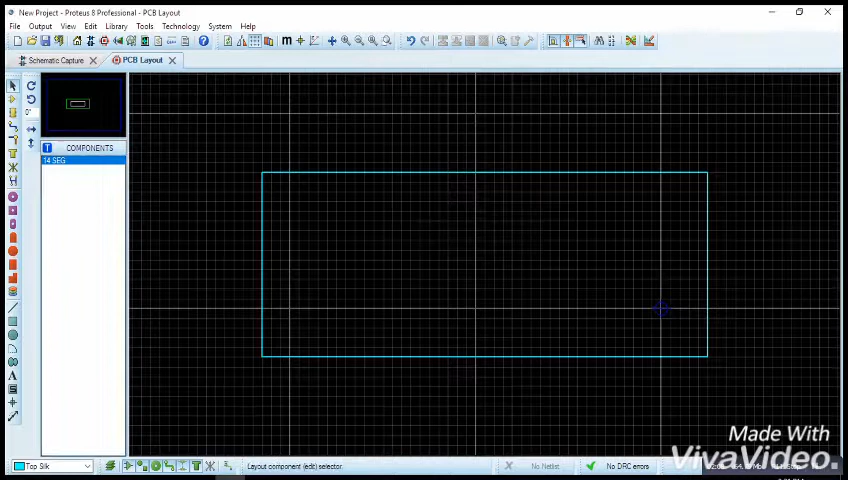 New Project - Proteus 8 Professional - PCB Layout
File Output View Edit Library Tools Technology System Help
Schematic Capture PCB Layout
0°
COMPONENTS
14 SEG
Made With
VivaVideo
Top Silk Layout component (edit) selector. No Netlist No DRC errors